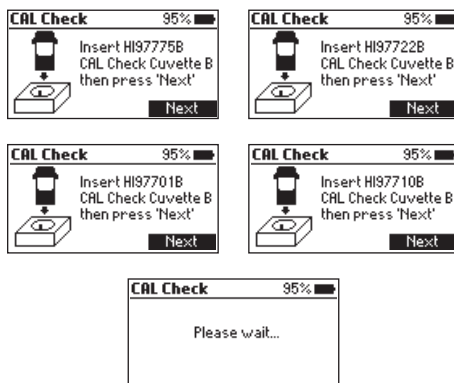 CAL Check 95%
Insert HI97775B
CAL Check Cuvette B
then press 'Next'
Next
CAL Check 95%
Insert HI97722B
CAL Check Cuvette B
then press 'Next'
Next
CAL Check 95%
Insert HI97701B
CAL Check Cuvette B
then press 'Next'
Next
CAL Check 95%
Insert HI97710B
CAL Check Cuvette B
then press 'Next'
Next
CAL Check 95%
Please wait...